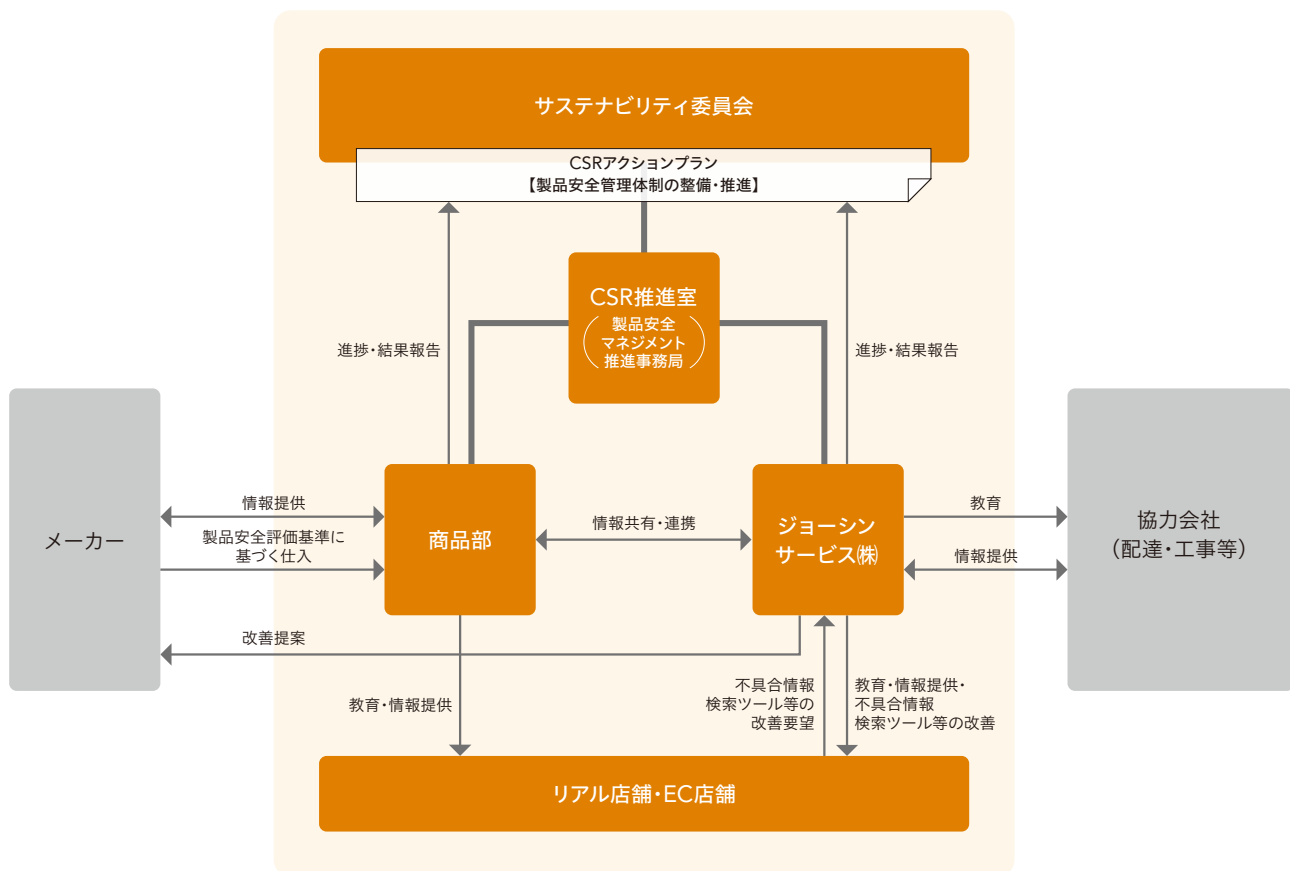 サステナビリティ委員会
CSRアクションプラン
【製品安全管理体制の整備・推進】
CSR推進室
製品安全
マネジメント
推進事務局
進捗・結果報告
進捗・結果報告
メーカー
情報提供
製品安全評価基準に
基づく仕入
商品部
情報共有・連携
ジョーシン
サービス㈱
教育
情報提供
協力会社
（配達・工事等）
改善提案
教育・情報提供
不具合情報
検索ツール等の
改善要望
教育・情報提供・
不具合情報
検索ツール等の改善
リアル店舗・EC店舗